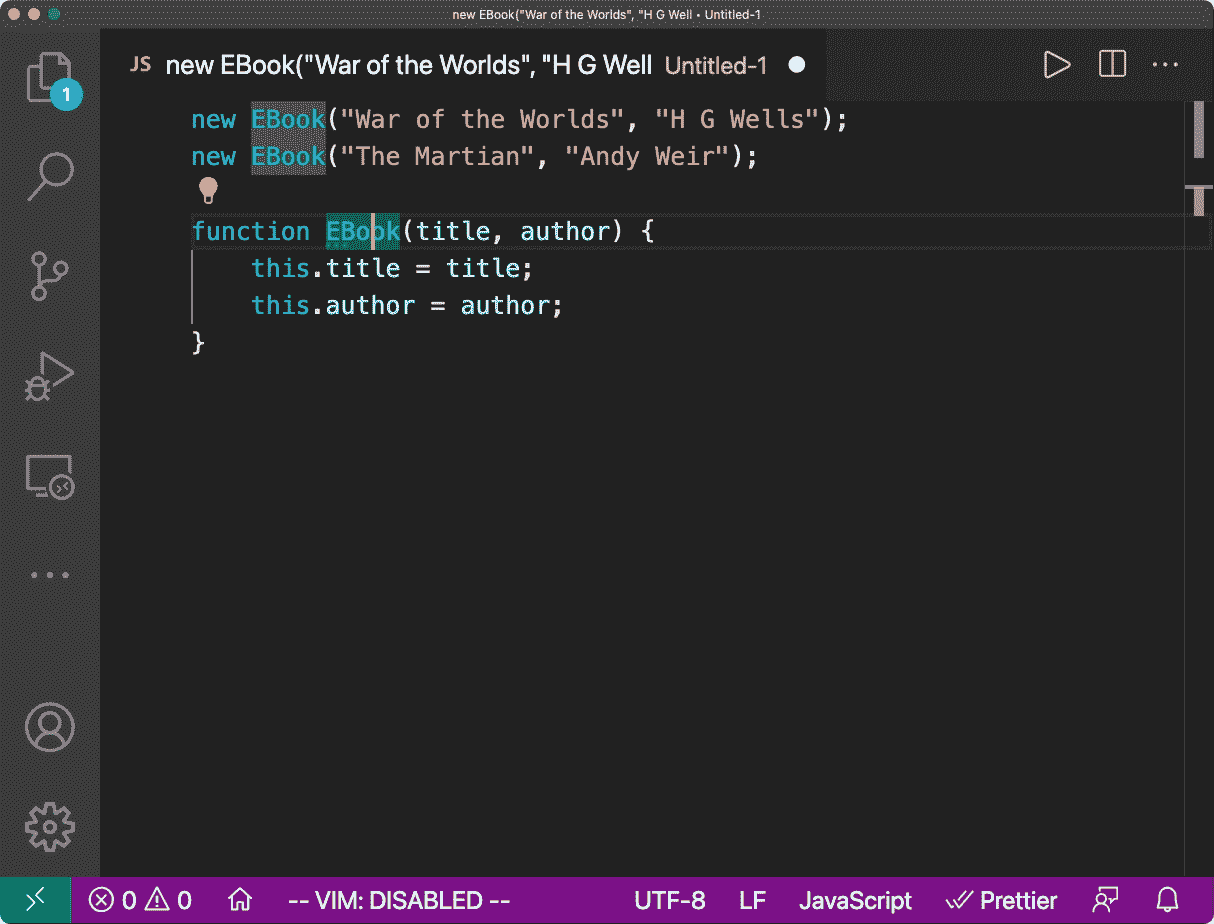 new EBook("War of the Worlds", "H G Well • Untitled-1
JS new EBook("War of the Worlds", "H G Well Untitled-1
1
new EBook("War of the Worlds", "H G Wells");
new EBook("The Martian", "Andy Weir");
function EBook(title, author) {
    this.title = title;
    this.author = author;
}
0 0 -- VIM: DISABLED -- UTF-8 LF JavaScript Prettier